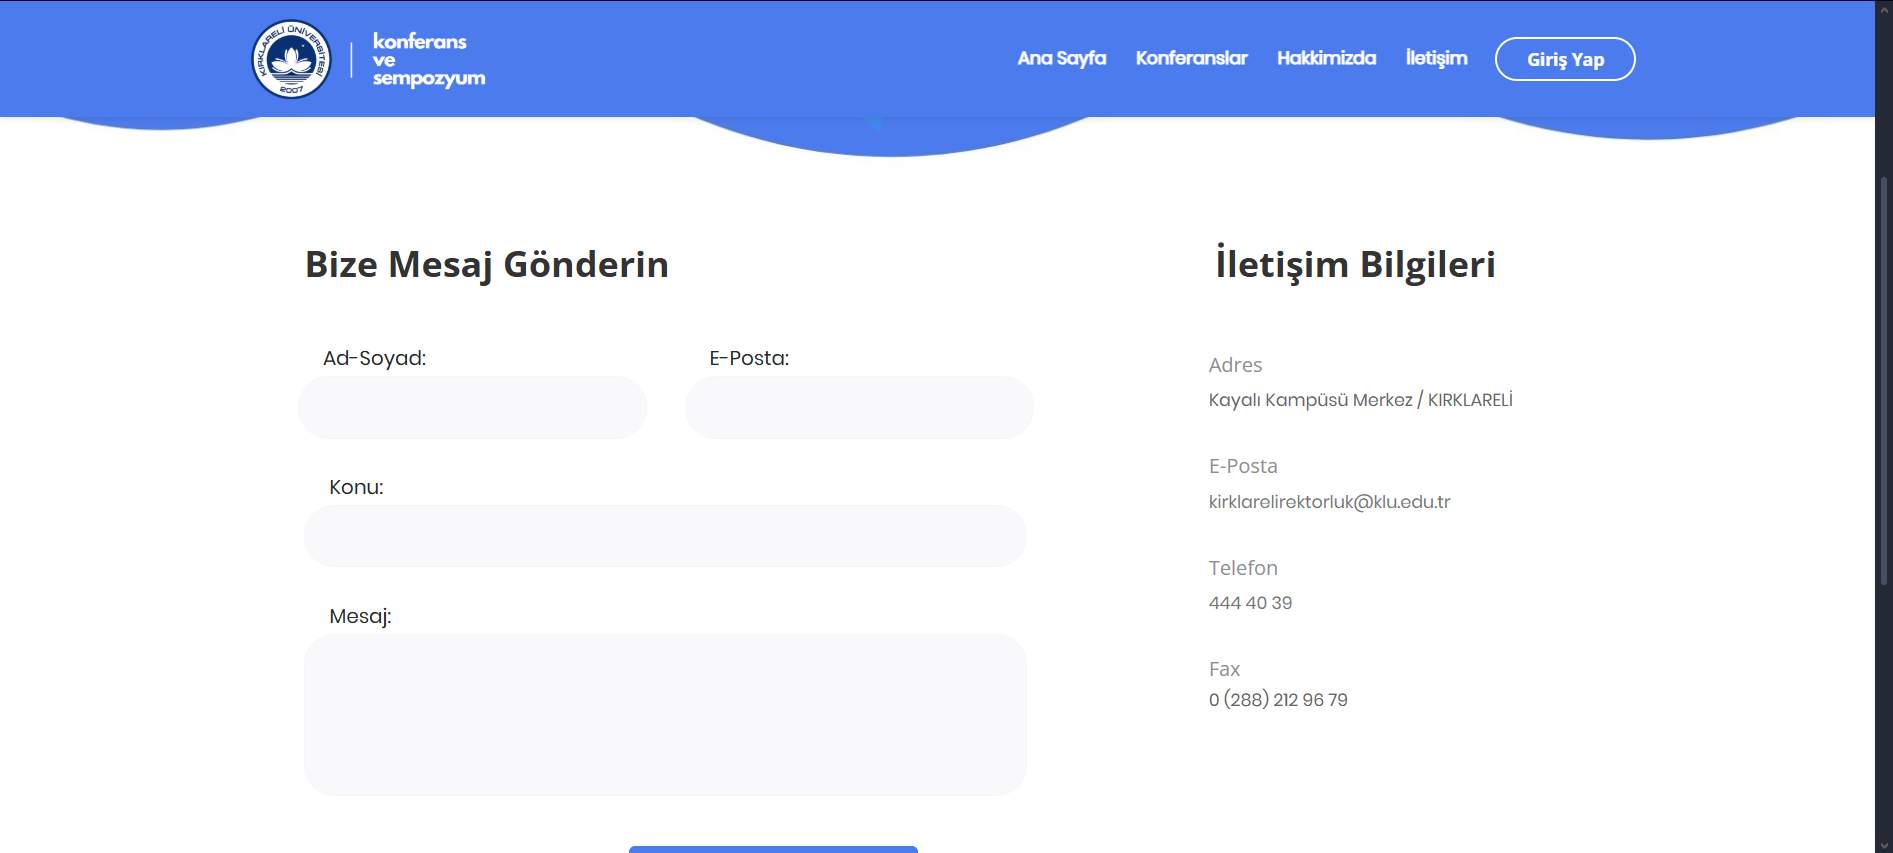 KIRKLARELİ ÜNİVERSİTESİ
2007
konferans
ve
sempozyum
Ana Sayfa
Konferanslar
Hakkimizda
İletişim
Giriş Yap
Bize Mesaj Gönderin
Ad-Soyad:
E-Posta:
Konu:
Mesaj:
İletişim Bilgileri
Adres
Kayalı Kampüsü Merkez / KIRKLARELİ
E-Posta
kirklarelirektorluk@klu.edu.tr
Telefon
444 40 39
Fax
0 (288) 212 96 79